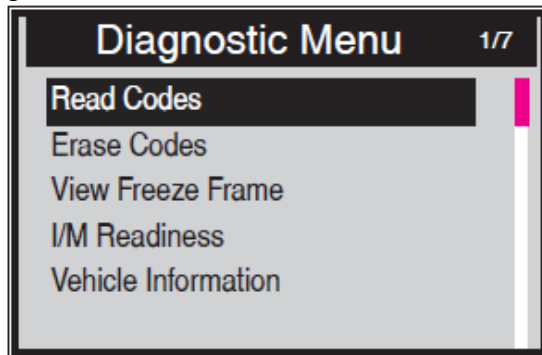 Diagnostic Menu 1/7
Read Codes
Erase Codes
View Freeze Frame
I/M Readiness
Vehicle Information